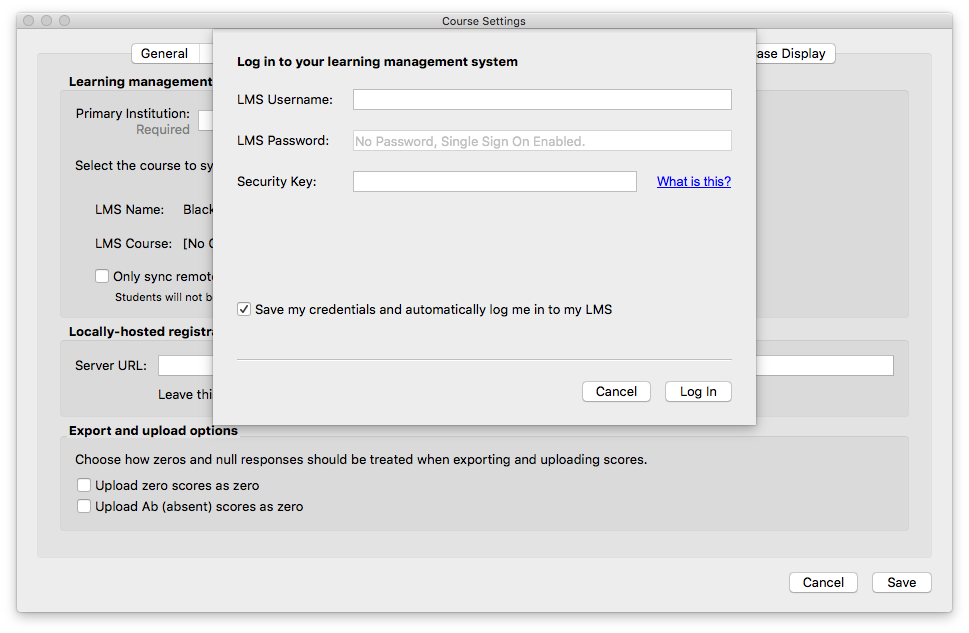 Course Settings
General
ase Display
Learning management
Primary Institution:
Required
Select the course to sy
LMS Name: Black
LMS Course: [No
Only sync remot
Students will not b
Locally-hosted registra
Server URL:
Leave thi
Log in to your learning management system
LMS Username:
LMS Password: No Password, Single Sign On Enabled.
Security Key: What is this?
Save my credentials and automatically log me in to my LMS
Cancel Log In
Export and upload options
Choose how zeros and null responses should be treated when exporting and uploading scores.
Upload zero scores as zero
Upload Ab (absent) scores as zero
Cancel Save